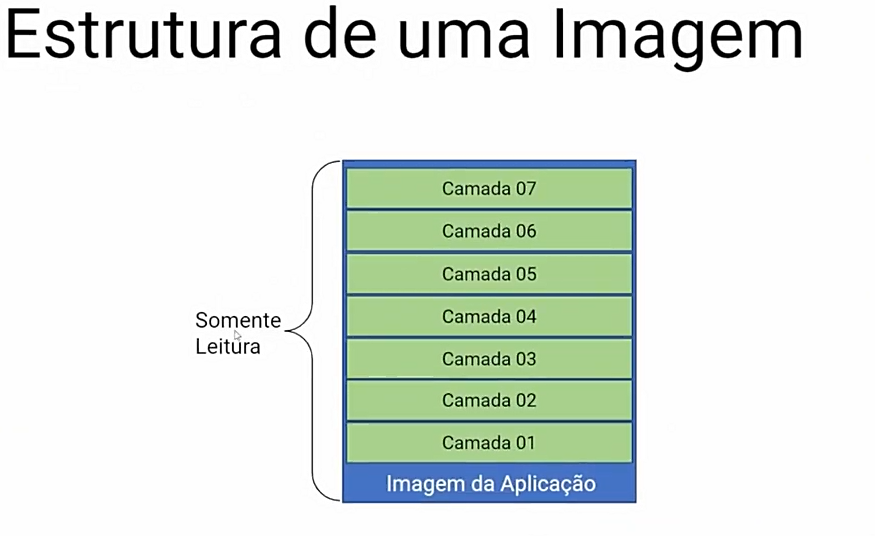 Estrutura de uma Imagem
Camada 07
Camada 06
Camada 05
Camada 04
Somente
Leitura
Camada 03
Camada 02
Camada 01
Imagem da Aplicação